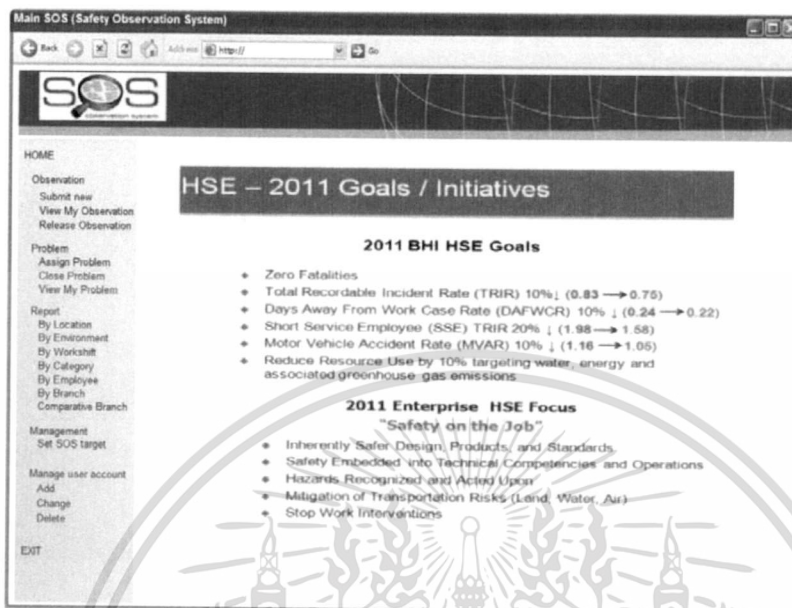 Main SOS (Safety Observation System)
Back Address http:// Go
SOS
observation system
HOME
Observation
Submit new
View My Observation
Release Observation
Problem
Assign Problem
Close Problem
View My Problem
Report
By Location
By Environment
By Workshift
By Category
By Employee
By Branch
Comparative Branch
Management
Set SOS target
Manage user account
Add
Change
Delete
EXIT
HSE – 2011 Goals / Initiatives
2011 BHI HSE Goals
Zero Fatalities
Total Recordable Incident Rate (TRIR) 10%↓ (0.83 → 0.75)
Days Away From Work Case Rate (DAFWCR) 10% ↓ (0.24 → 0.22)
Short Service Employee (SSE) TRIR 20% ↓ (1.98 → 1.58)
Motor Vehicle Accident Rate (MVAR) 10% ↓ (1.16 → 1.05)
Reduce Resource Use by 10% targeting water, energy and
associated greenhouse gas emissions
2011 Enterprise HSE Focus
"Safety on the Job"
Inherently Safer Design, Products, and Standards
Safety Embedded into Technical Competencies and Operations
Hazards Recognized and Acted Upon
Mitigation of Transportation Risks (Land, Water, Air)
Stop Work Interventions